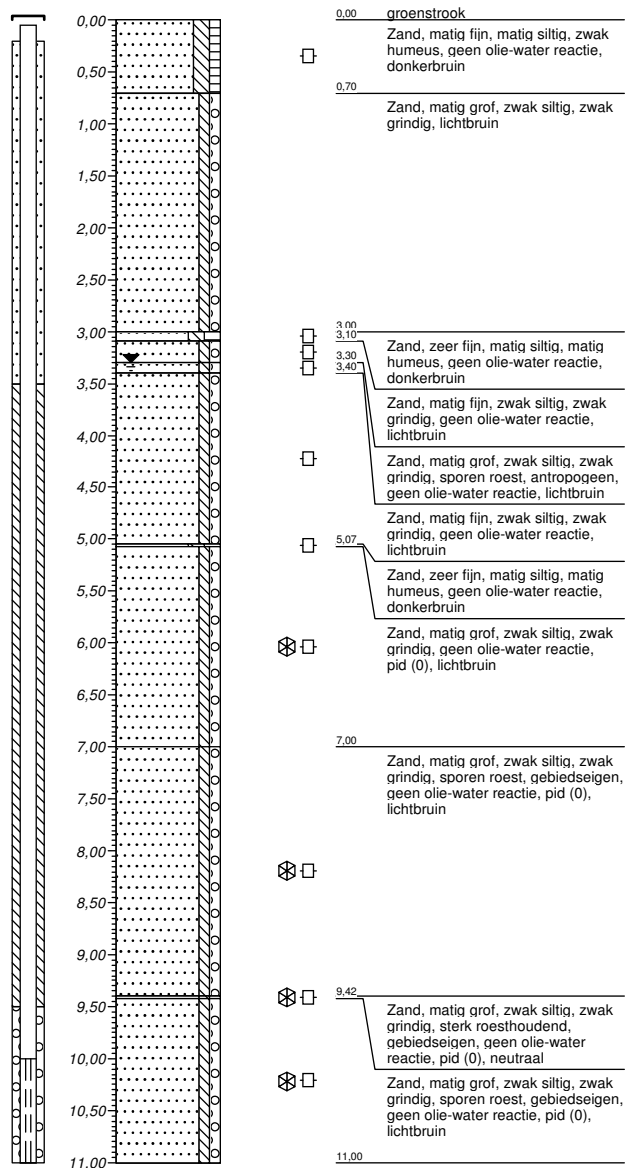 0,00
0,50
1,00
1,50
2,00
2,50
3,00
3,50
4,00
4,50
5,00
5,50
6,00
6,50
7,00
7,50
8,00
8,50
9,00
9,50
10,00
10,50
11,00
0,00 groenstrook
Zand, matig fijn, matig siltig, zwak
humeus, geen olie-water reactie,
donkerbruin
0,70
Zand, matig grof, zwak siltig, zwak
grindig, lichtbruin
3,00
3,10
Zand, zeer fijn, matig siltig, matig
humeus, geen olie-water reactie,
donkerbruin
3,30
Zand, matig fijn, zwak siltig, zwak
grindig, geen olie-water reactie,
lichtbruin
3,40
Zand, matig grof, zwak siltig, zwak
grindig, sporen roest, antropogeen,
geen olie-water reactie, lichtbruin
Zand, matig fijn, zwak siltig, zwak
grindig, geen olie-water reactie,
lichtbruin
5,07
Zand, zeer fijn, matig siltig, matig
humeus, geen olie-water reactie,
donkerbruin
Zand, matig grof, zwak siltig, zwak
grindig, geen olie-water reactie,
pid (0), lichtbruin
7,00
Zand, matig grof, zwak siltig, zwak
grindig, sporen roest, gebiedseigen,
geen olie-water reactie, pid (0),
lichtbruin
9,42
Zand, matig grof, zwak siltig, zwak
grindig, sterk roesthoudend,
gebiedseigen, geen olie-water
reactie, pid (0), neutraal
Zand, matig grof, zwak siltig, zwak
grindig, sporen roest, gebiedseigen,
geen olie-water reactie, pid (0),
lichtbruin
11,00